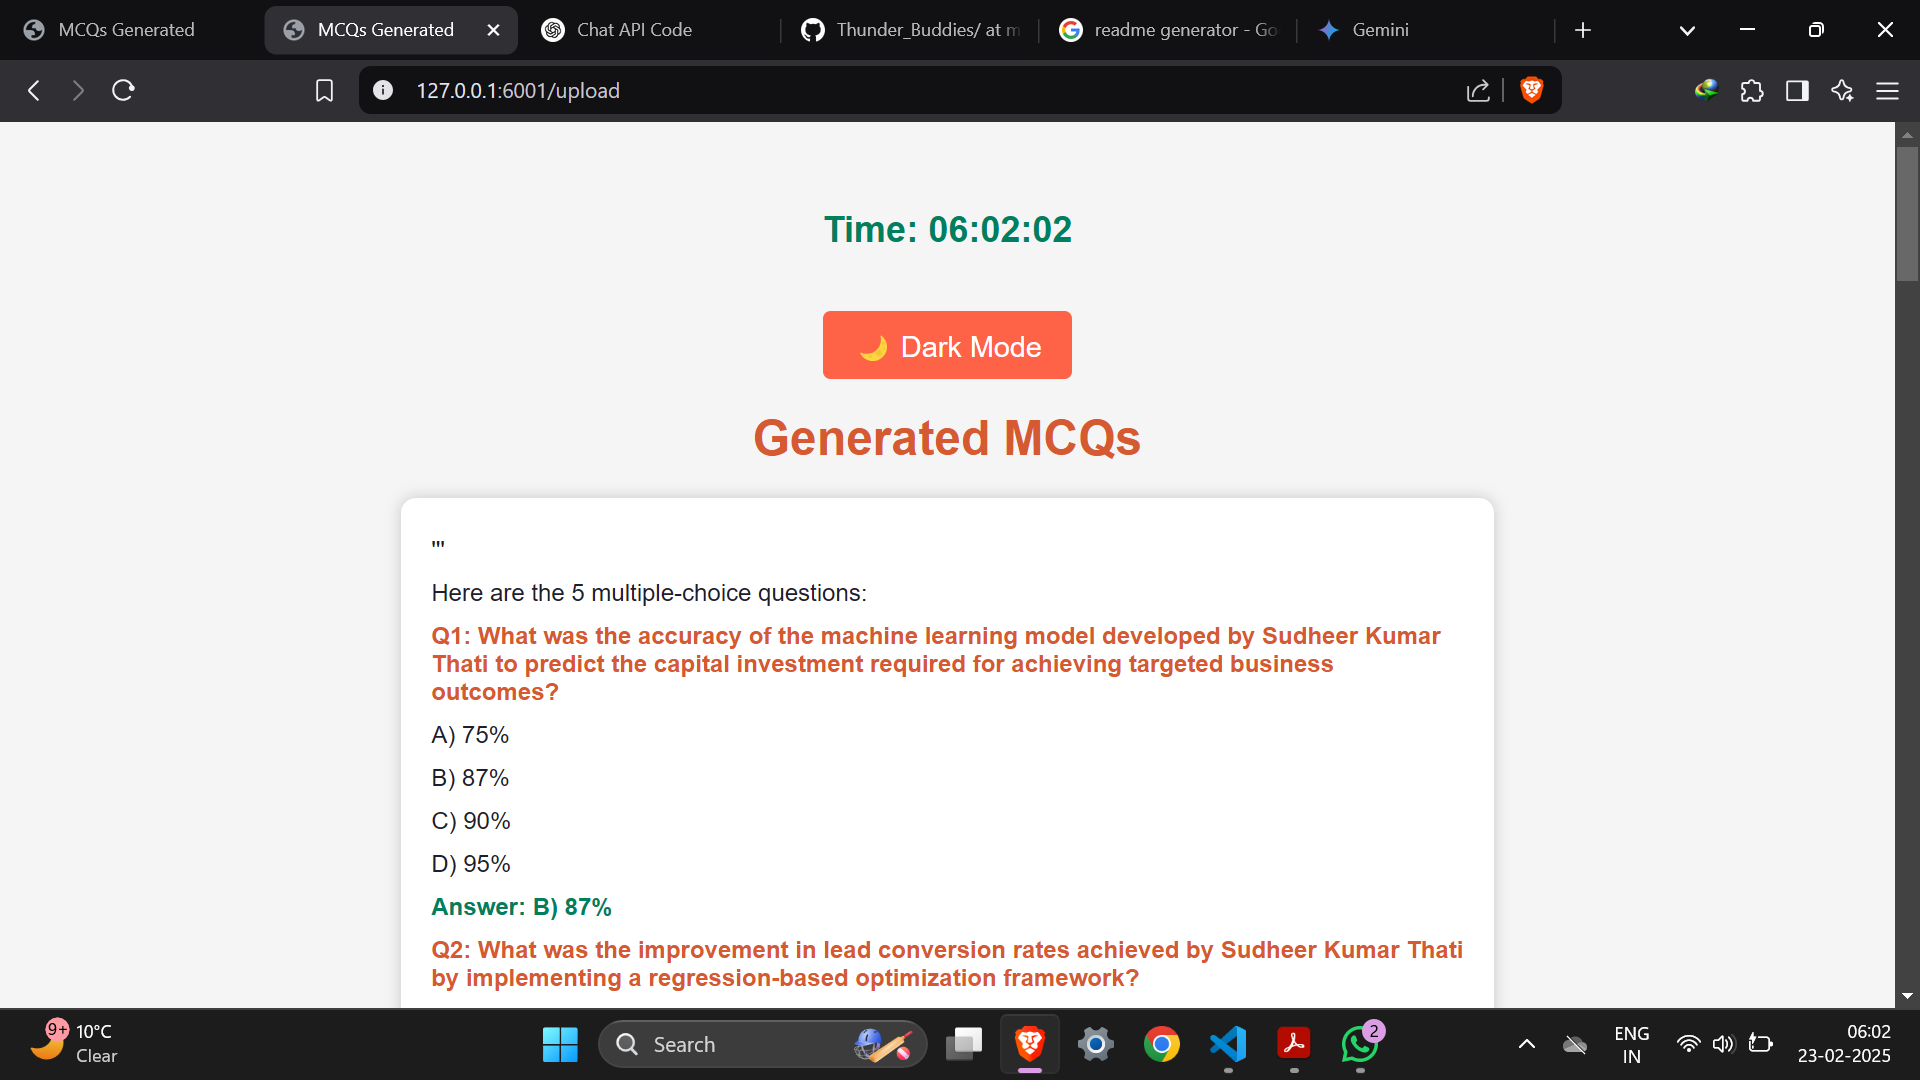 MCQs Generated
MCQs Generated
Chat API Code
Thunder_Buddies/ at m
readme generator - Go
Gemini
127.0.0.1:6001/upload
Time: 06:02:02
🌙 Dark Mode
Generated MCQs
'''
Here are the 5 multiple-choice questions:
Q1: What was the accuracy of the machine learning model developed by Sudheer Kumar
Thati to predict the capital investment required for achieving targeted business
outcomes?
A) 75%
B) 87%
C) 90%
D) 95%
Answer: B) 87%
Q2: What was the improvement in lead conversion rates achieved by Sudheer Kumar Thati
by implementing a regression-based optimization framework?
9+
10°C
Clear
Search
2
ENG
IN
06:02
23-02-2025